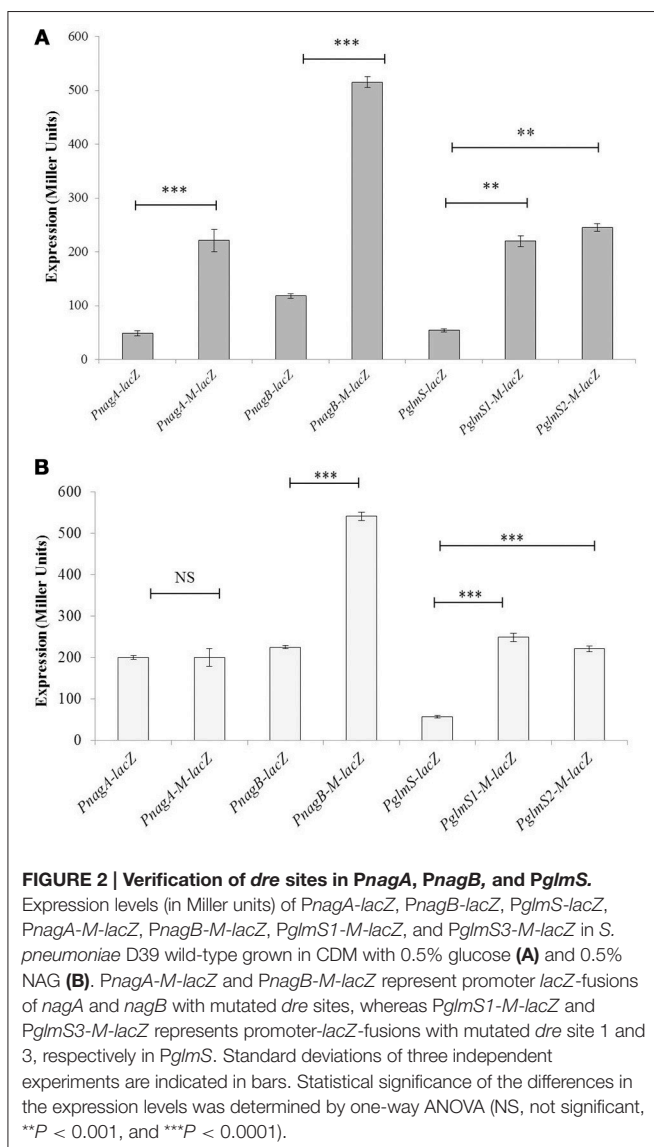 A
Expression (Miller Units)
600
500
400
300
200
100
0
***
***
**
**
PnagA-lacZ
PnagA-M-lacZ
PnagB-lacZ
PnagB-M-lacZ
PglmS-lacZ
PglmS1-M-lacZ
PglmS2-M-lacZ
B
Expression (Miller Units)
600
500
400
300
200
100
0
NS
***
***
***
PnagA-lacZ
PnagA-M-lacZ
PnagB-lacZ
PnagB-M-lacZ
PglmS-lacZ
PglmS1-M-lacZ
PglmS2-M-lacZ
FIGURE 2 | Verification of dre sites in PnagA, PnagB, and PglmS.
Expression levels (in Miller units) of PnagA-lacZ, PnagB-lacZ, PglmS-lacZ,
PnagA-M-lacZ, PnagB-M-lacZ, PglmS1-M-lacZ, and PglmS3-M-lacZ in S.
pneumoniae D39 wild-type grown in CDM with 0.5% glucose (A) and 0.5%
NAG (B). PnagA-M-lacZ and PnagB-M-lacZ represent promoter lacZ-fusions
of nagA and nagB with mutated dre sites, whereas PglmS1-M-lacZ and
PglmS3-M-lacZ represents promoter-lacZ-fusions with mutated dre site 1 and
3, respectively in PglmS. Standard deviations of three independent
experiments are indicated in bars. Statistical significance of the differences in
the expression levels was determined by one-way ANOVA (NS, not significant,
**P < 0.001, and ***P < 0.0001).